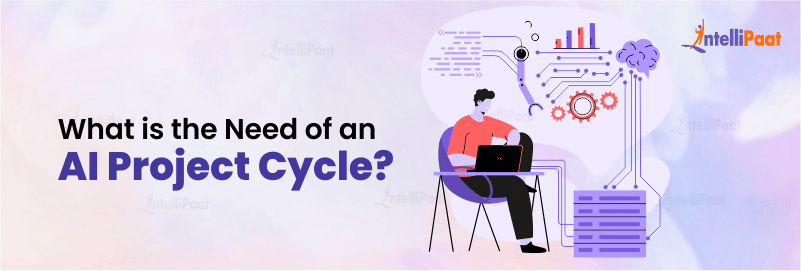 What is the Need of an
AI Project Cycle?
IntelliPaat